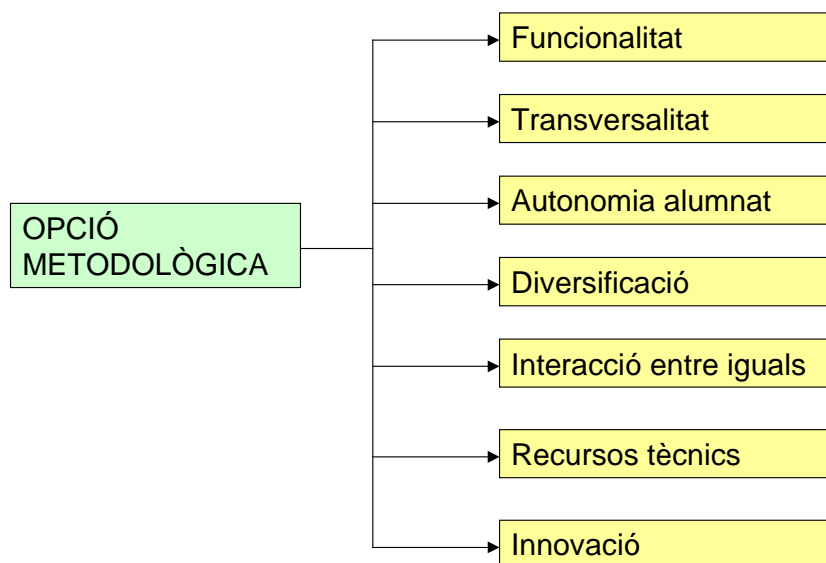 Funcionalitat
Transversalitat
Autonomia alumnat
OPCIÓ
METODOLÒGICA
Diversificació
Interacció entre iguals
Recursos tècnics
Innovació